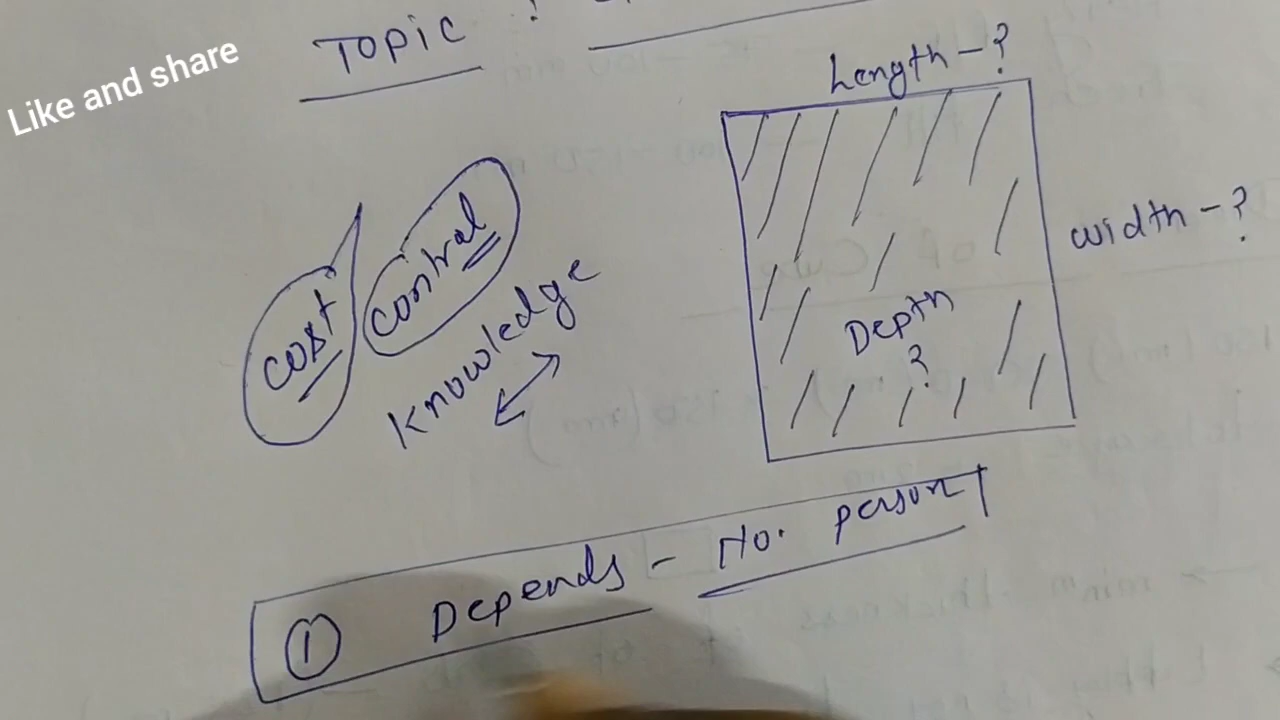 Like and share
Topic :
Length - ?
width - ?
Depth
?
cost
control
Knowledge
① Depends - No. person